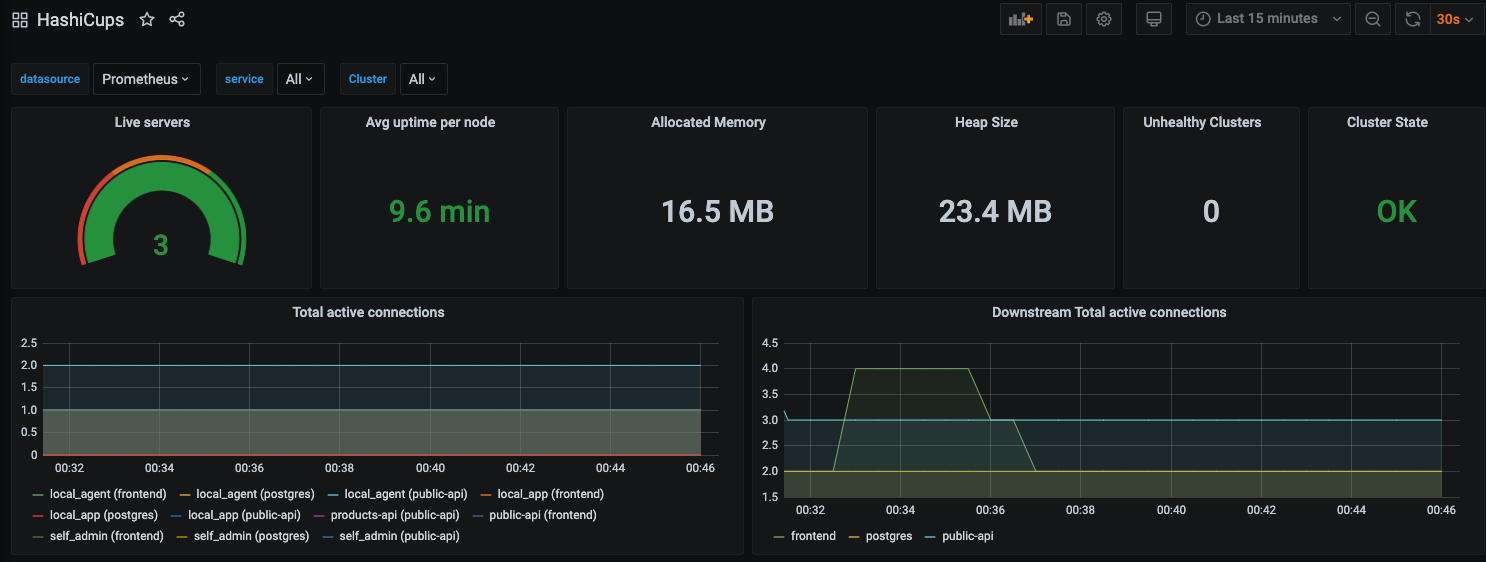 HashiCups
Last 15 minutes
30s
datasource Prometheus service All Cluster All
Live servers
3
Avg uptime per node
9.6 min
Allocated Memory
16.5 MB
Heap Size
23.4 MB
Unhealthy Clusters
0
Cluster State
OK
Total active connections
2.5
2.0
1.5
1.0
0.5
0
00:32 00:34 00:36 00:38 00:40 00:42 00:44 00:46
local_agent (frontend) local_agent (postgres) local_agent (public-api) local_app (frontend)
local_app (postgres) local_app (public-api) products-api (public-api) public-api (frontend)
self_admin (frontend) self_admin (postgres) self_admin (public-api)
Downstream Total active connections
4.5
4.0
3.5
3.0
2.5
2.0
1.5
00:32 00:34 00:36 00:38 00:40 00:42 00:44 00:46
frontend postgres public-api